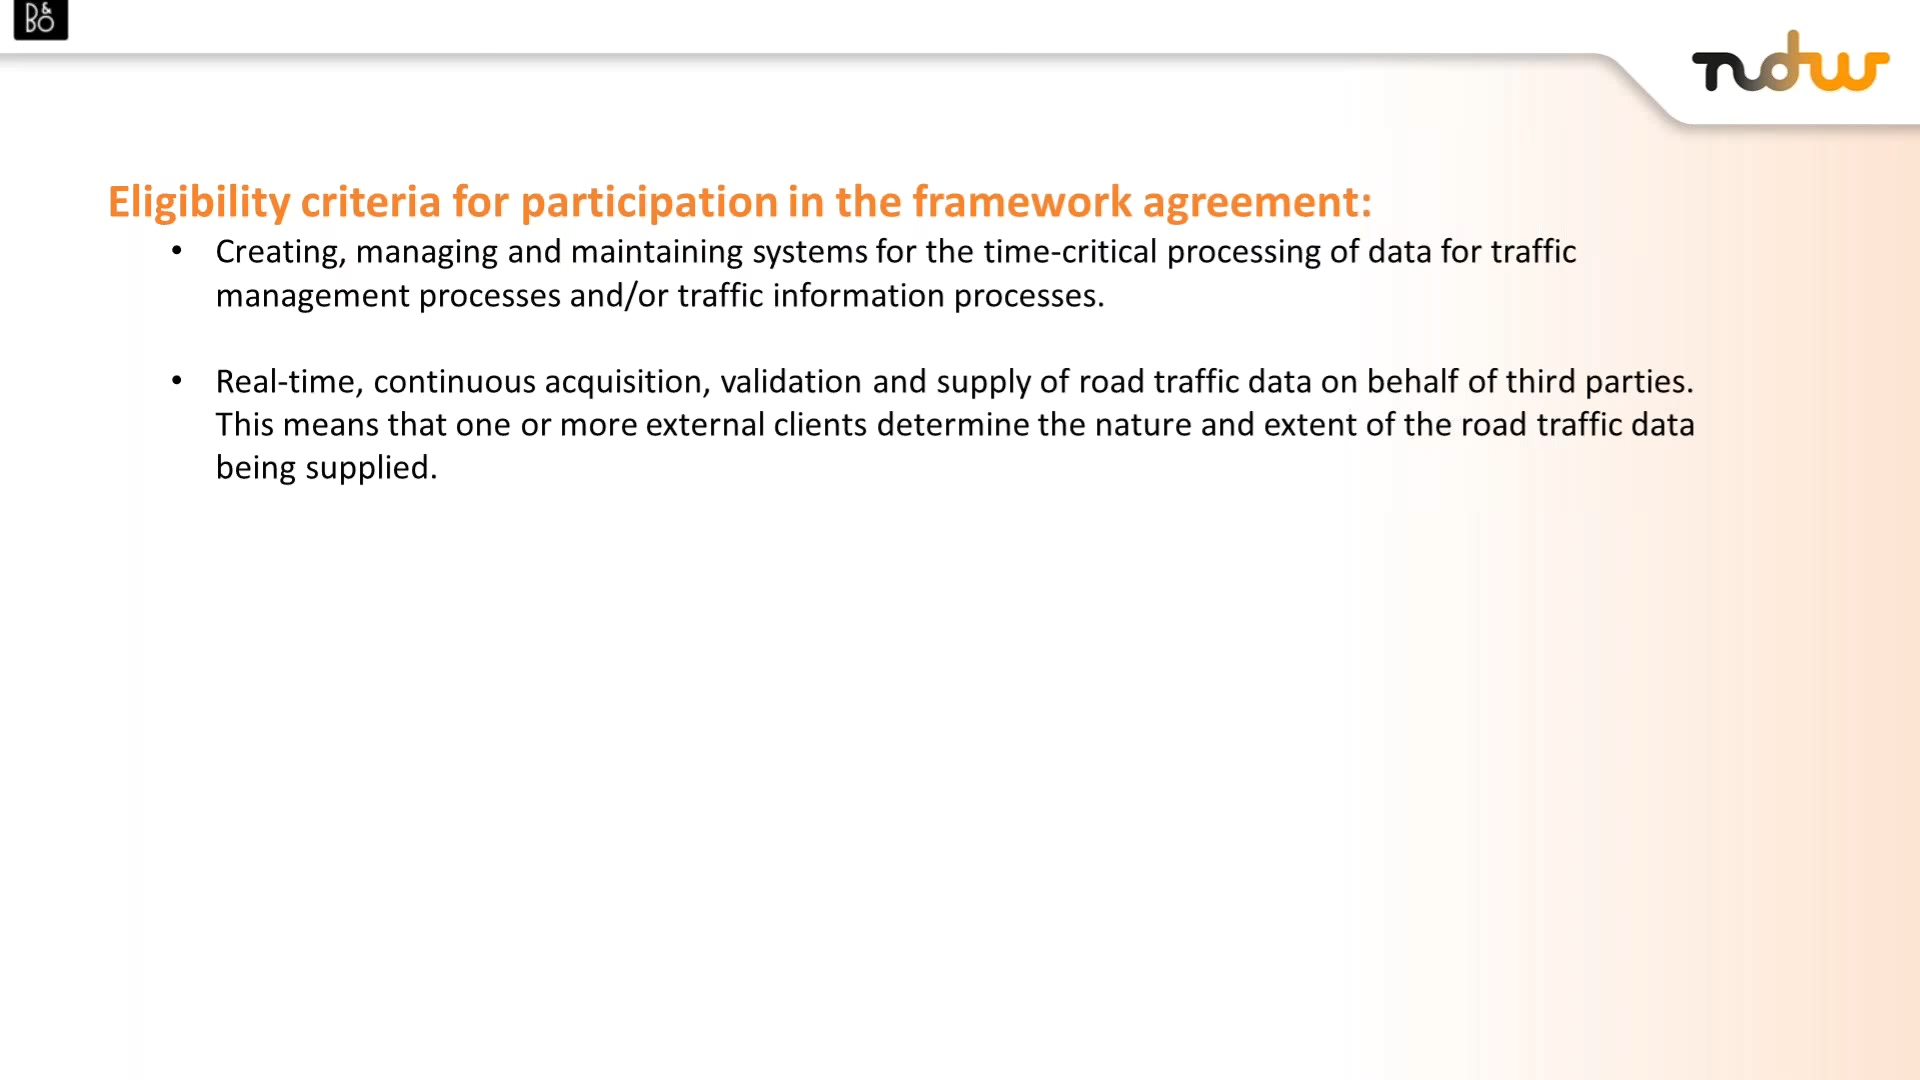 B&O
ndw
Eligibility criteria for participation in the framework agreement:
• Creating, managing and maintaining systems for the time-critical processing of data for traffic
management processes and/or traffic information processes.
• Real-time, continuous acquisition, validation and supply of road traffic data on behalf of third parties.
This means that one or more external clients determine the nature and extent of the road traffic data
being supplied.